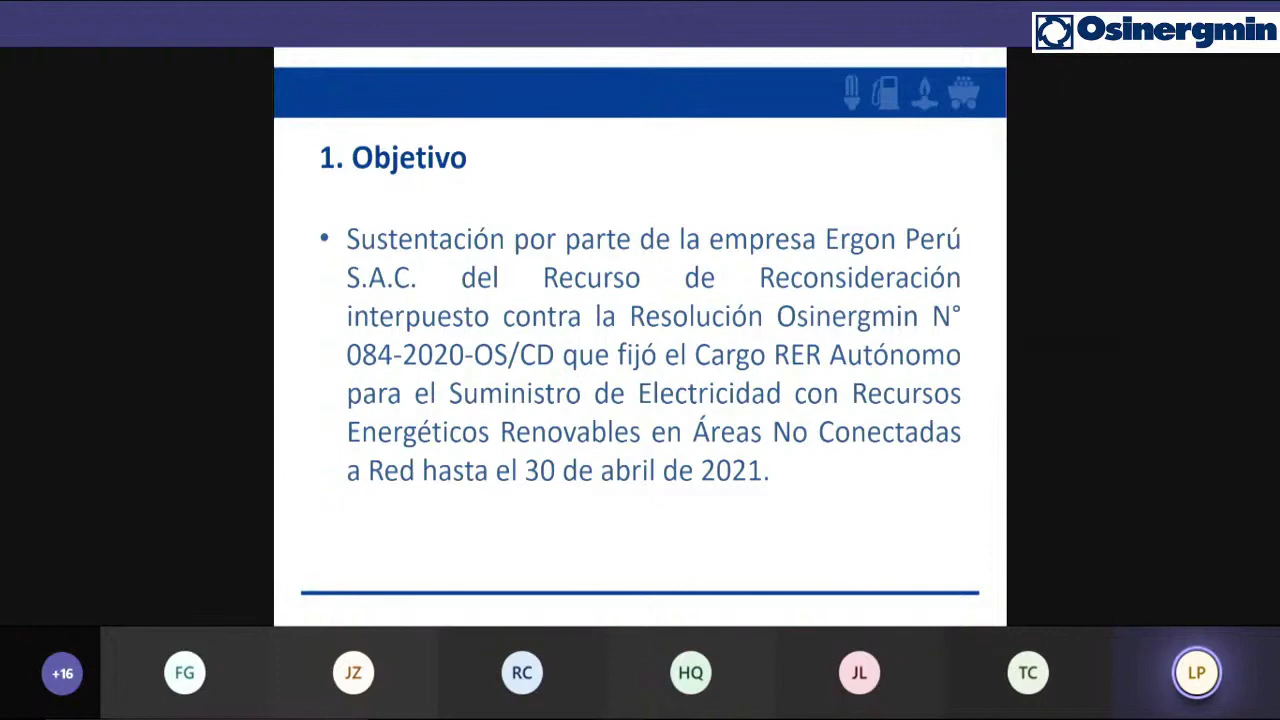 Osinergmin
1. Objetivo
• Sustentación por parte de la empresa Ergon Perú
S.A.C. del Recurso de Reconsideración
interpuesto contra la Resolución Osinergmin N°
084-2020-OS/CD que fijó el Cargo RER Autónomo
para el Suministro de Electricidad con Recursos
Energéticos Renovables en Áreas No Conectadas
a Red hasta el 30 de abril de 2021.
+16 FG JZ RC HQ JL TC LP